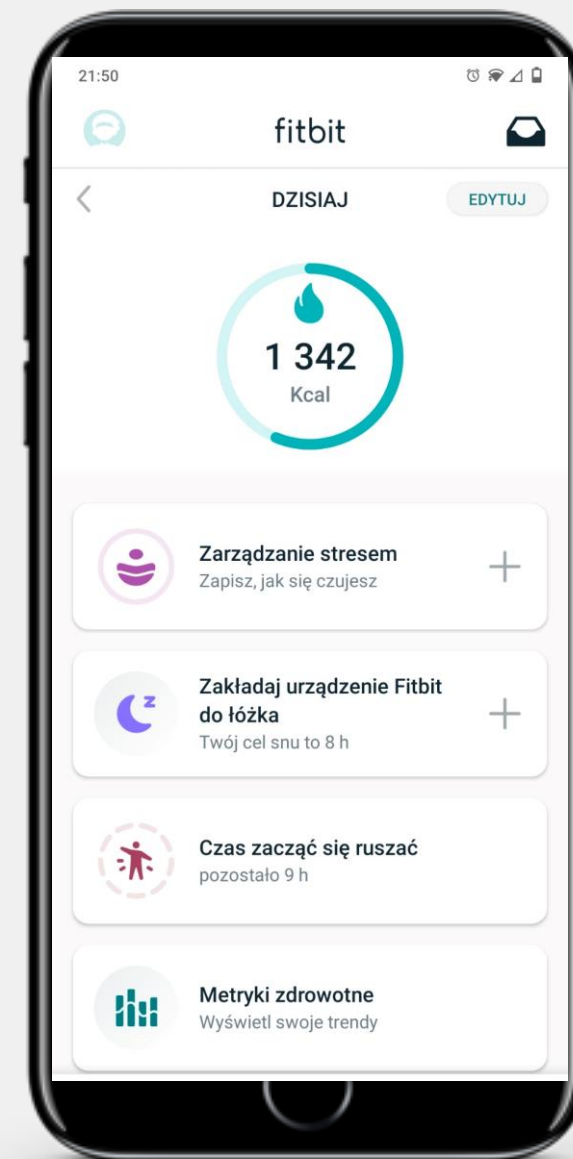 21:50
fitbit
DZISIAJ
EDYTUJ
1 342
Kcal
Zarządzanie stresem
Zapisz, jak się czujesz
Zakładaj urządzenie Fitbit
do łóżka
Twój cel snu to 8 h
Czas zacząć się ruszać
pozostało 9 h
Metryki zdrowotne
Wyświetl swoje trendy